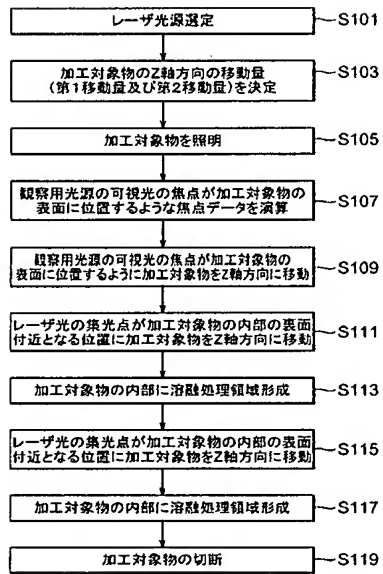 レーザ光源選定
S101
加工対象物のZ軸方向の移動量
(第1移動量及び第2移動量)を決定
S103
加工対象物を照明
S105
観察用光源の可視光の焦点が加工対象物の
表面に位置するような焦点データを演算
S107
観察用光源の可視光の焦点が加工対象物の
表面に位置するように加工対象物をZ軸方向に移動
S109
レーザ光の集光点が加工対象物の内部の裏面
付近となる位置に加工対象物をZ軸方向に移動
S111
加工対象物の内部に溶融処理領域形成
S113
レーザ光の集光点が加工対象物の内部の表面
付近となる位置に加工対象物をZ軸方向に移動
S115
加工対象物の内部に溶融処理領域形成
S117
加工対象物の切断
S119